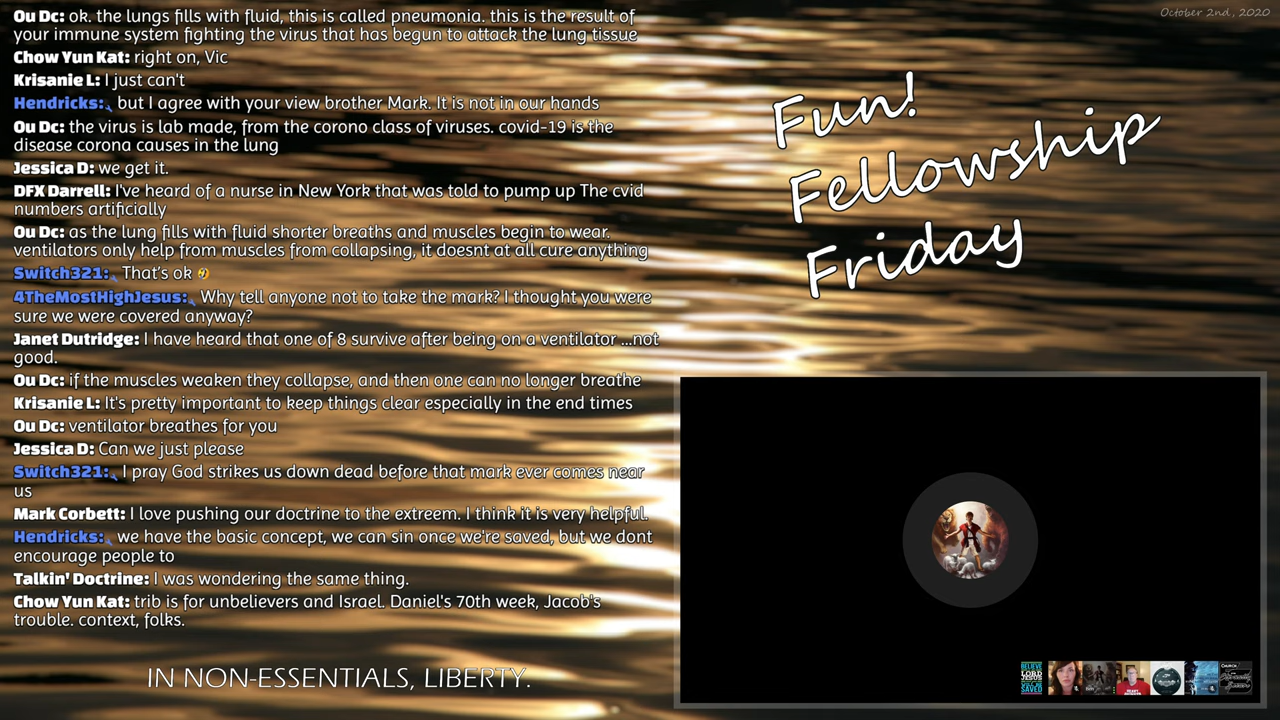 October 2nd, 2020
Ou Dc: ok. the lungs fills with fluid, this is called pneumonia. this is the result of
your immune system fighting the virus that has begun to attack the lung tissue
Chow Yun Kat: right on, Vic
Krisanie L: I just can't
Hendricks: but I agree with your view brother Mark. It is not in our hands
Ou Dc: the virus is lab made, from the corono class of viruses. covid-19 is the
disease corona causes in the lung
Jessica D: we get it.
DFX Darrell: I've heard of a nurse in New York that was told to pump up The cvid
numbers artificially
Ou Dc: as the lung fills with fluid shorter breaths and muscles begin to wear.
ventilators only help from muscles from collapsing, it doesnt at all cure anything
Switch321: That's ok 🤣
4TheMostHighJesus: Why tell anyone not to take the mark? I thought you were
sure we were covered anyway?
Janet Dutridge: I have heard that one of 8 survive after being on a ventilator ...not
good.
Ou Dc: if the muscles weaken they collapse, and then one can no longer breathe
Krisanie L: It's pretty important to keep things clear especially in the end times
Ou Dc: ventilator breathes for you
Jessica D: Can we just please
Switch321: I pray God strikes us down dead before that mark ever comes near
us
Mark Corbett: I love pushing our doctrine to the extreem. I think it is very helpful.
Hendricks: we have the basic concept, we can sin once we're saved, but we dont
encourage people to
Talkin' Doctrine: I was wondering the same thing.
Chow Yun Kat: trib is for unbelievers and Israel. Daniel's 70th week, Jacob's
trouble. context, folks.
IN NON-ESSENTIALS, LIBERTY.
Fun!
Fellowship
Friday
BELIEVE
LORD
JESUS
SAVED